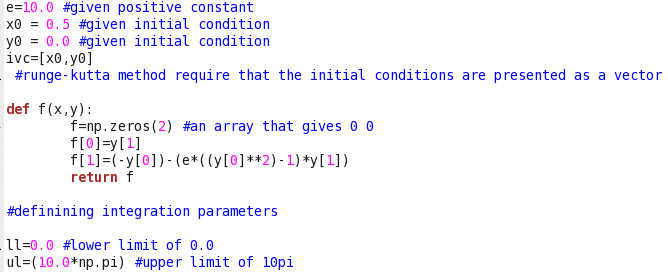 e=10.0 #given positive constant
x0 = 0.5 #given initial condition
y0 = 0.0 #given initial condition
ivc=[x0,y0]
#runge-kutta method require that the initial conditions are presented as a vector
def f(x,y):
f=np.zeros(2) #an array that gives 0 0
f[0]=y[1]
f[1]=(-y[0])-(e*((y[0]**2)-1)*y[1])
return f
#definining integration parameters
ll=0.0 #lower limit of 0.0
ul=(10.0*np.pi) #upper limit of 10pi